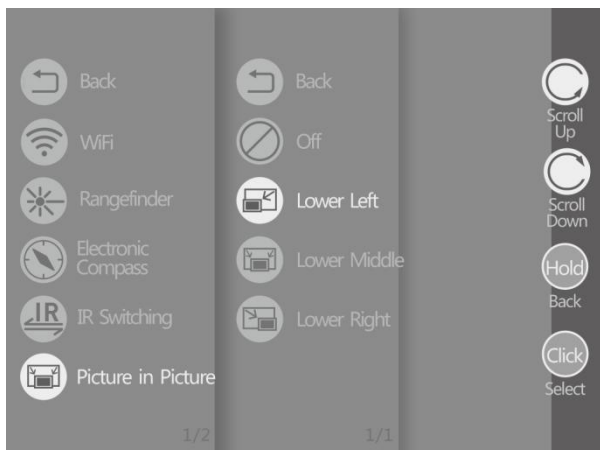 Back
WiFi
Rangefinder
Electronic
Compass
IR
IR Switching
Picture in Picture
1/2
Back
Off
Lower Left
Lower Middle
Lower Right
1/1
Scroll
Up
Scroll
Down
Hold
Back
Click
Select